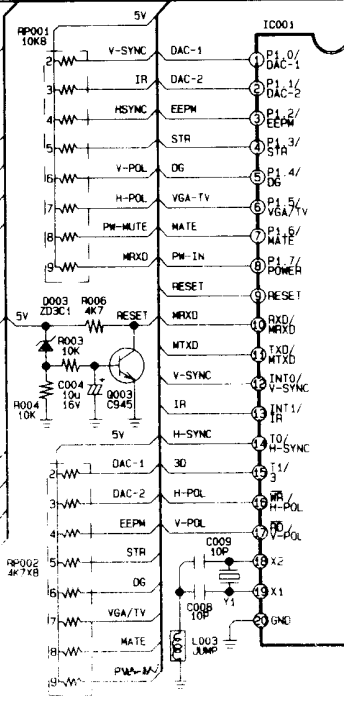 5V
IC001
RP001
10K8
2
V-SYNC
DAC-1
1
P1.0/
DAC-1
3
IR
DAC-2
2
P1.1/
DAC-2
4
HSYNC
EEPM
3
P1.2/
EEPM
5
STR
4
P1.3/
STR
6
V-POL
DG
5
P1.4/
DG
7
H-POL
VGA-TV
6
P1.5/
VGA/TV
8
PW-MUTE
MATE
7
P1.6/
MATE
9
MRXD
PW-IN
8
P1.7/
POWER
RESET
9
RESET
5V
D003
ZD3C1
R006
4K7
RESET
MRXD
10
RXD/
MRXD
R003
10K
MTXD
11
TXD/
MTXD
C004
10u
16V
Q003
C945
R004
10K
V-SYNC
12
INT0/
V-SYNC
IR
13
INT1/
IR
5V
H-SYNC
14
T0/
H-SYNC
2
DAC-1
3D
15
T1/
3
3
DAC-2
H-POL
16
WR/
H-POL
4
EEPM
V-POL
17
RD/
V-POL
RP002
4K7X8
5
STR
C009
10P
18
X2
6
DG
C008
10P
Y1
19
X1
7
VGA/TV
20
GND
8
MATE
L003
JUMP
9